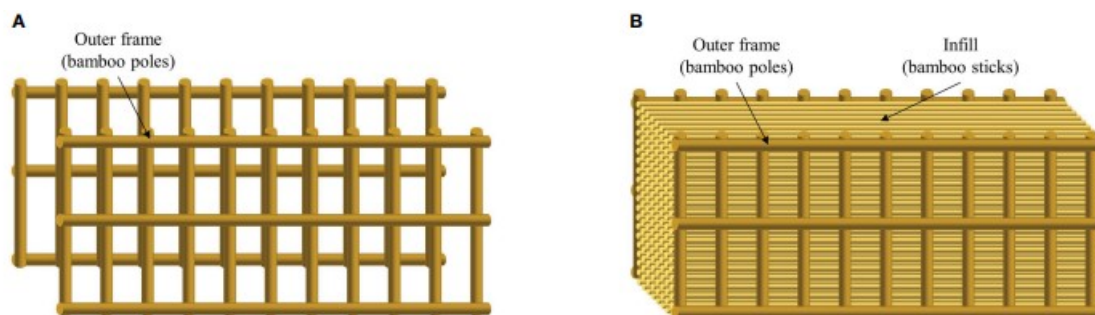 A
Outer frame
(bamboo poles)
B
Outer frame
(bamboo poles)
Infill
(bamboo sticks)